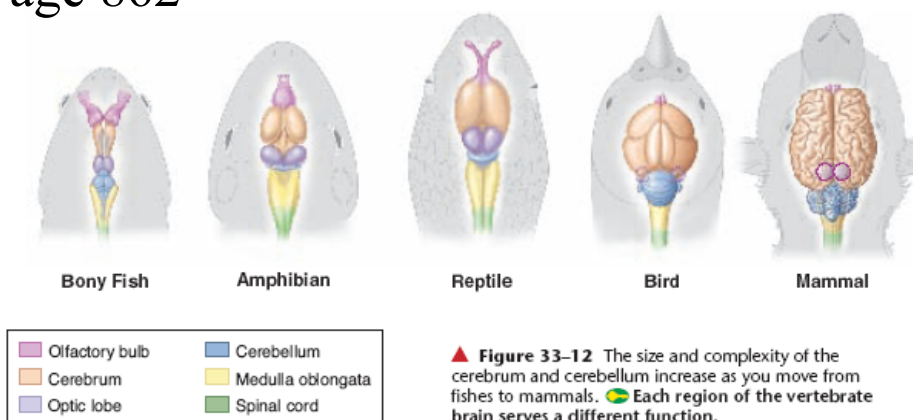 age 862
Bony Fish
Amphibian
Reptile
Bird
Mammal
Olfactory bulb
Cerebrum
Optic lobe
Cerebellum
Medulla oblongata
Spinal cord
▲ Figure 33–12 The size and complexity of the
cerebrum and cerebellum increase as you move from
fishes to mammals. Each region of the vertebrate
brain serves a different function.